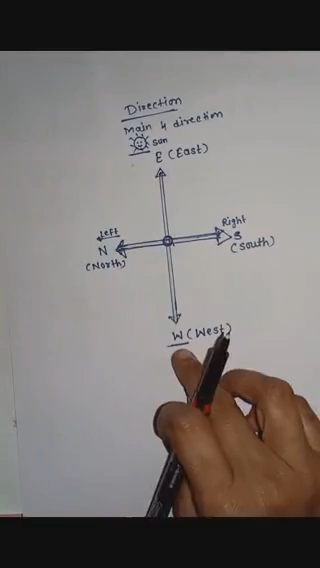 Direction
Main 4 direction
sun
E (East)
Left
Right
N
S
(North)
(South)
W (West)